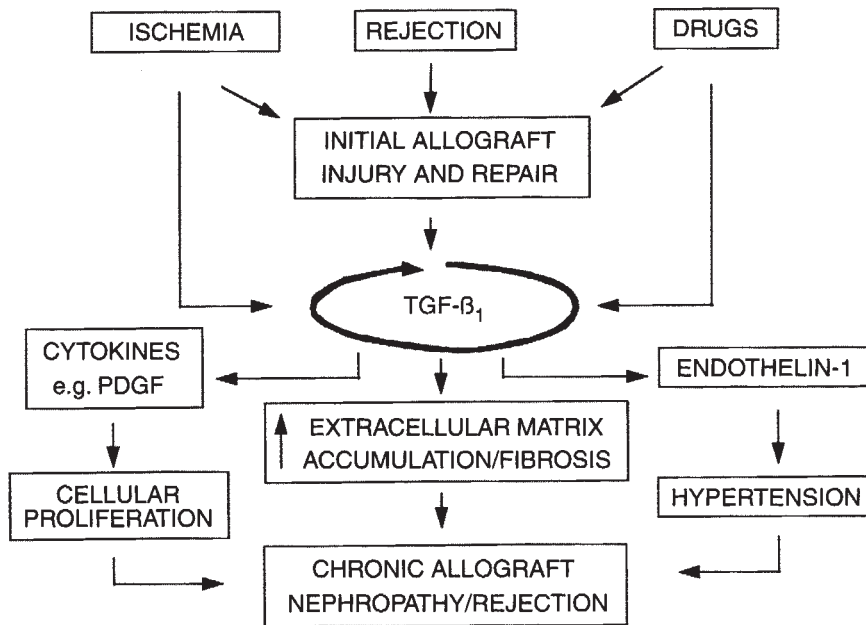 ISCHEMIA
REJECTION
DRUGS
INITIAL ALLOGRAFT
INJURY AND REPAIR
TGF-ß₁
CYTOKINES
e.g. PDGF
ENDOTHELIN-1
EXTRACELLULAR MATRIX
ACCUMULATION/FIBROSIS
CELLULAR
PROLIFERATION
HYPERTENSION
CHRONIC ALLOGRAFT
NEPHROPATHY/REJECTION